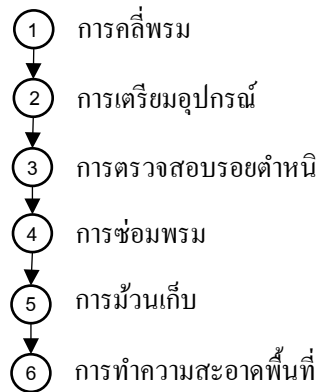 1 การคลี่พรม
2 การเตรียมอุปกรณ์
3 การตรวจสอบรอยตำหนิ
4 การซ่อมพรม
5 การม้วนเก็บ
6 การทำความสะอาดพื้นที่